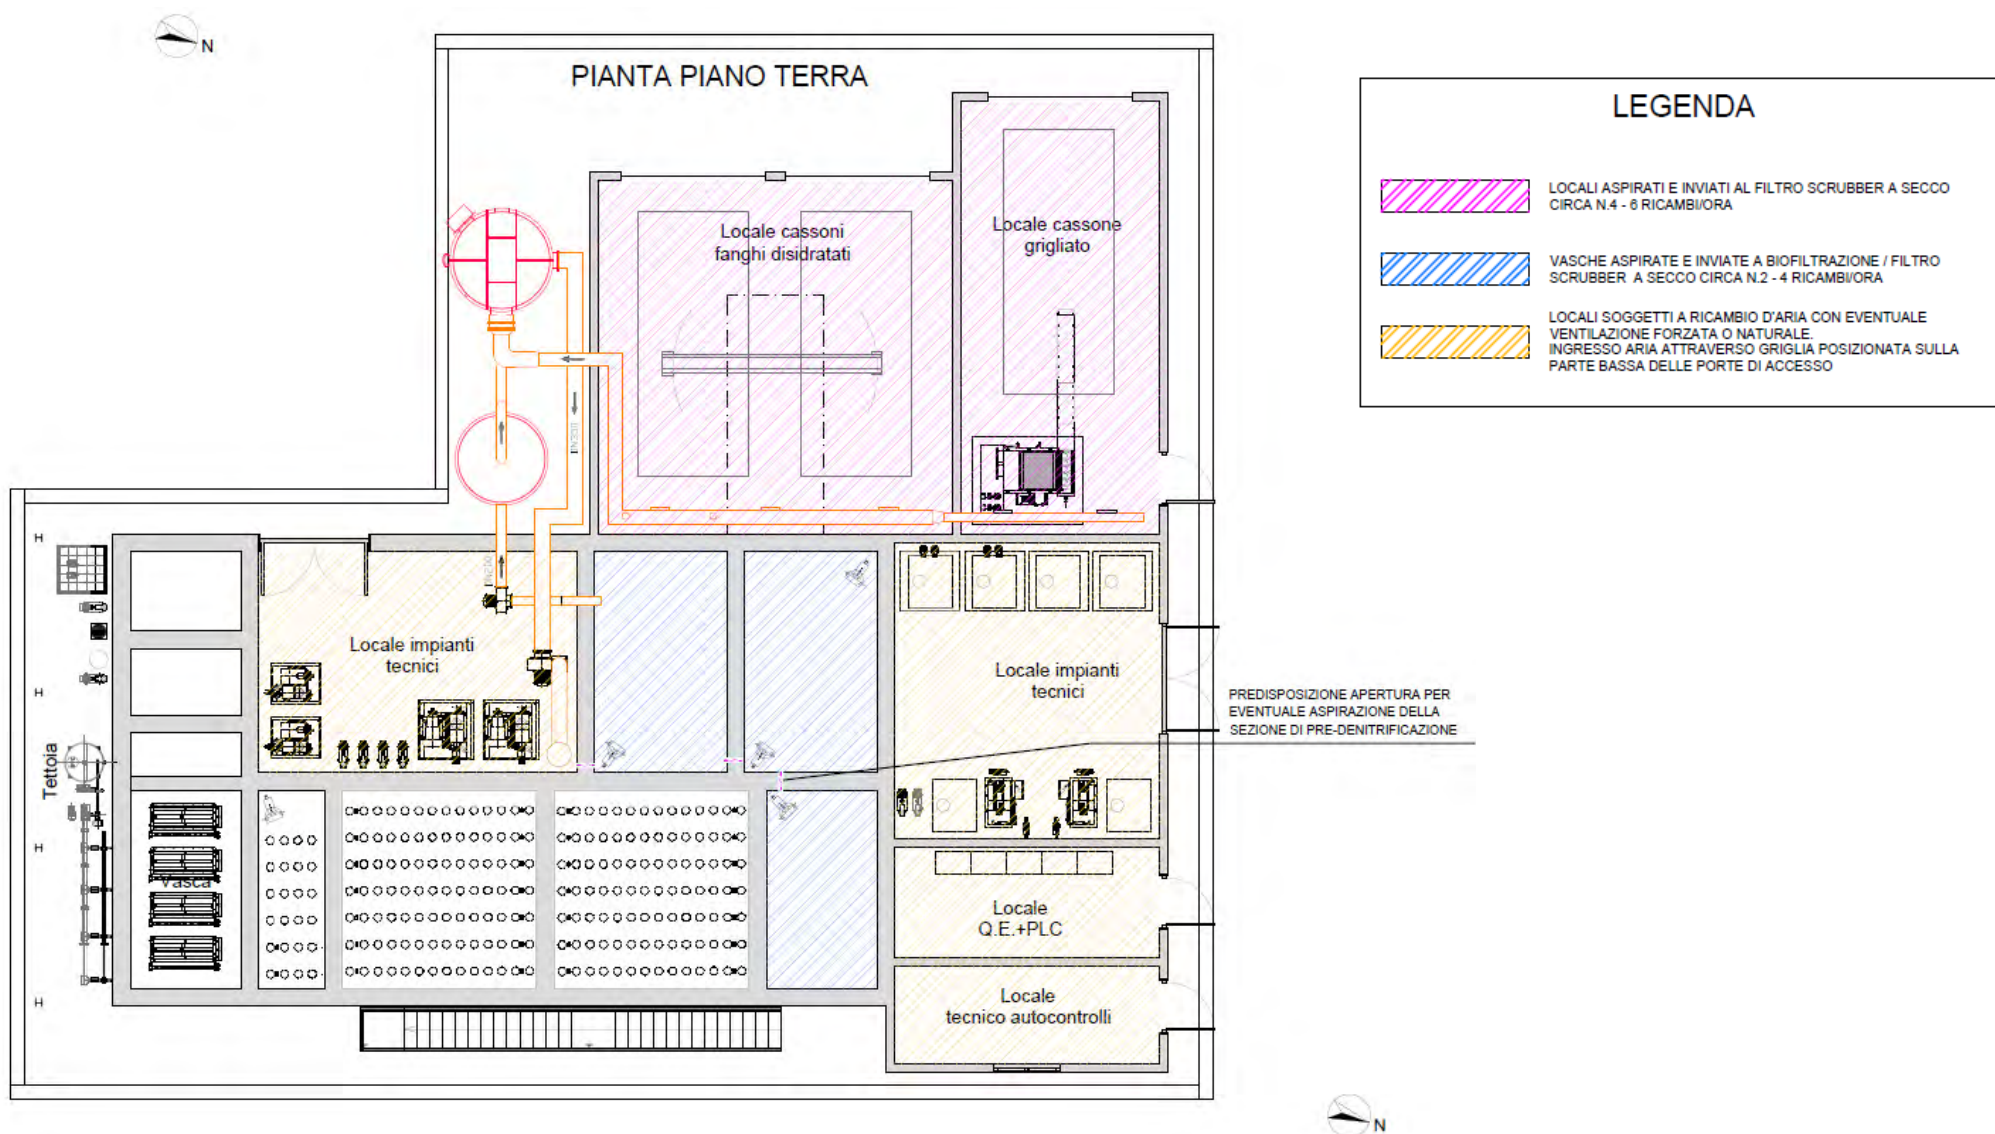 N
PIANTA PIANO TERRA
LEGENDA
LOCALI ASPIRATI E INVIATI AL FILTRO SCRUBBER A SECCO
CIRCA N.4 - 6 RICAMBI/ORA
VASCHE ASPIRATE E INVIATE A BIOFILTRAZIONE / FILTRO
SCRUBBER A SECCO CIRCA N.2 - 4 RICAMBI/ORA
LOCALI SOGGETTI A RICAMBIO D'ARIA CON EVENTUALE
VENTILAZIONE FORZATA O NATURALE.
INGRESSO ARIA ATTRAVERSO GRIGLIA POSIZIONATA SULLA
PARTE BASSA DELLE PORTE DI ACCESSO
Locale cassoni
fanghi disidratati
Locale cassone
grigliato
H
Locale impianti
tecnici
Locale impianti
tecnici
H
PREDISPOSIZIONE APERTURA PER
EVENTUALE ASPIRAZIONE DELLA
SEZIONE DI PRE-DENITRIFICAZIONE
Tettoia
H
Vasca
Locale
Q.E.+PLC
H
Locale
tecnico autocontrolli
N